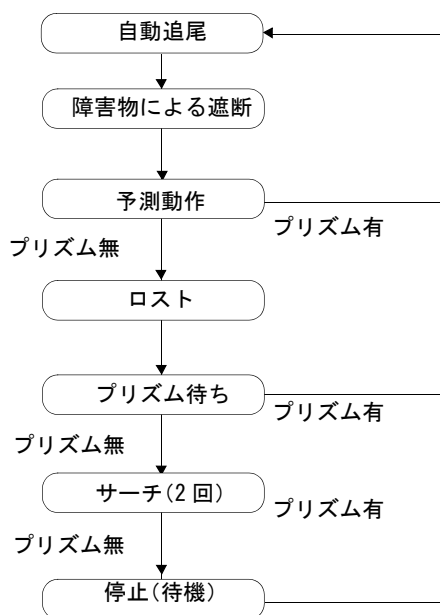 自動追尾
障害物による遮断
予測動作
プリズム有
プリズム無
ロスト
プリズム待ち
プリズム有
プリズム無
サーチ(2回)
プリズム有
プリズム無
停止(待機)